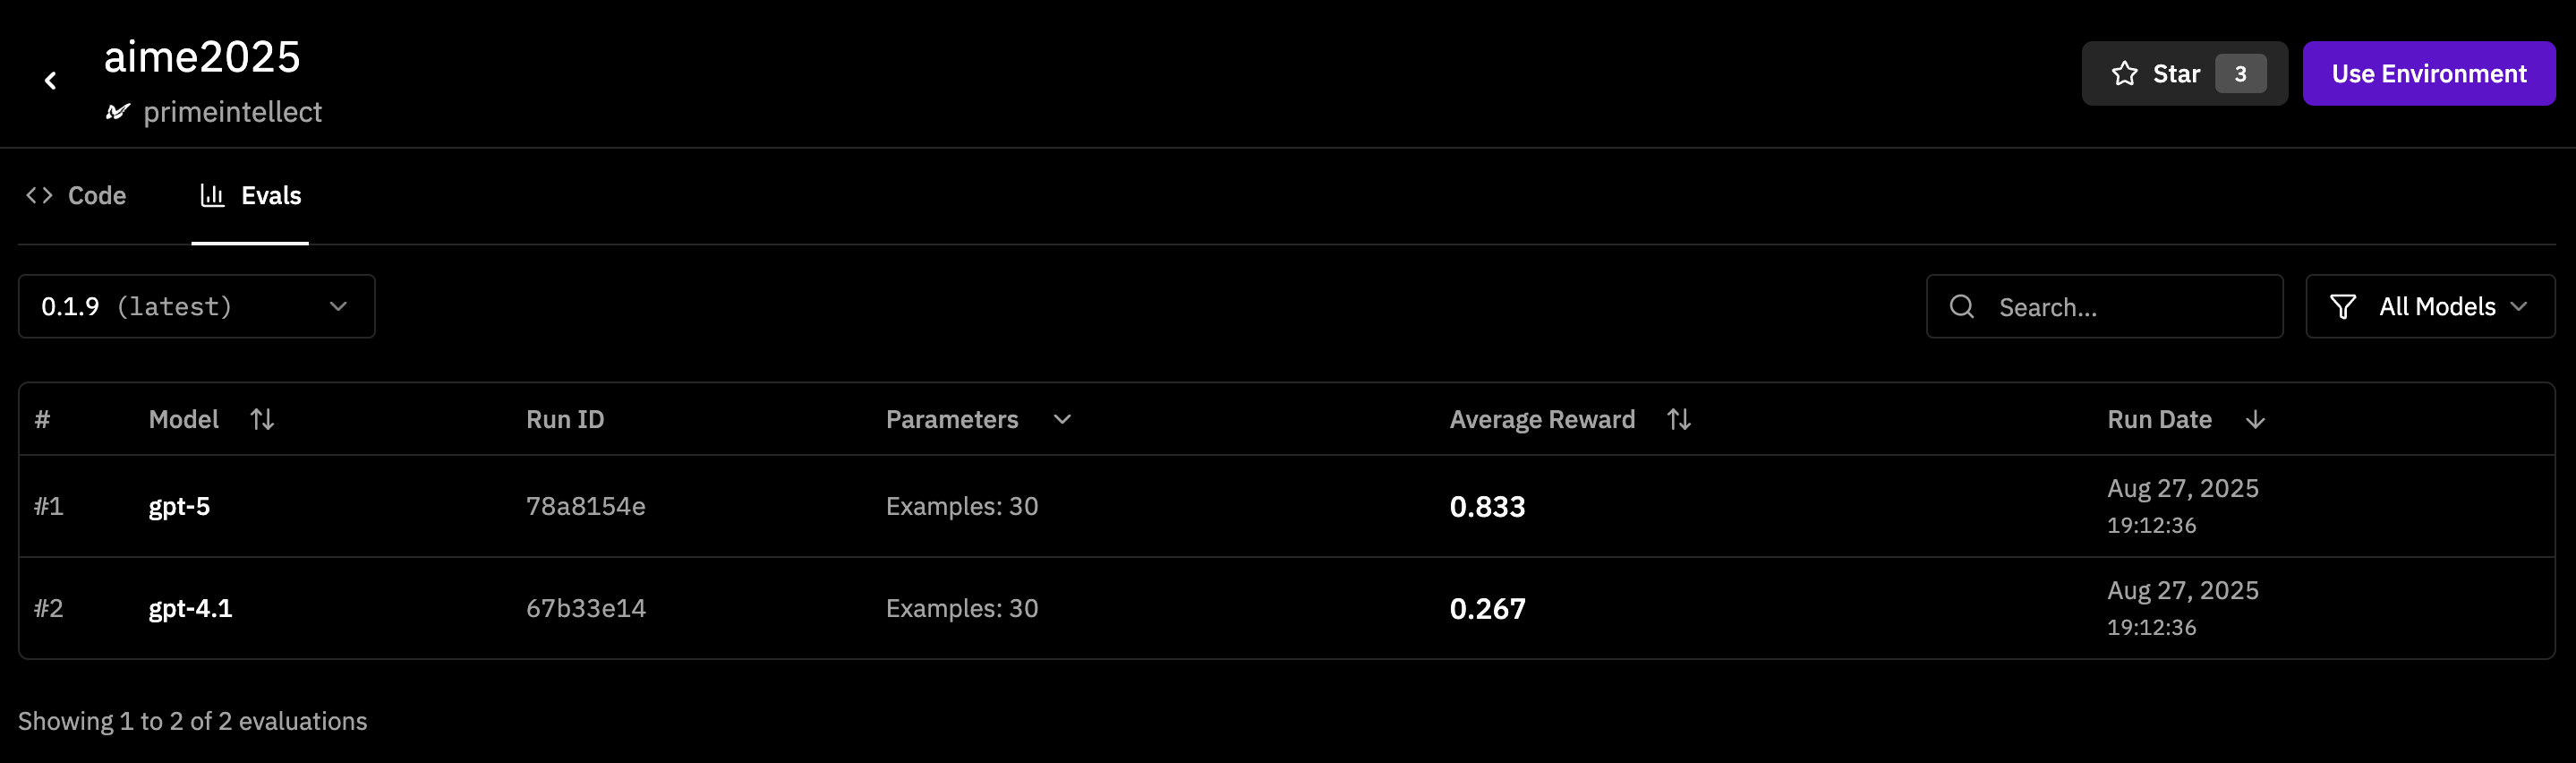 aime2025
primeintellect
Star 3
Use Environment
Code
Evals
0.1.9 (latest)
Search...
All Models
# Model Run ID Parameters Average Reward Run Date
#1 gpt-5 78a8154e Examples: 30 0.833 Aug 27, 2025
19:12:36
#2 gpt-4.1 67b33e14 Examples: 30 0.267 Aug 27, 2025
19:12:36
Showing 1 to 2 of 2 evaluations